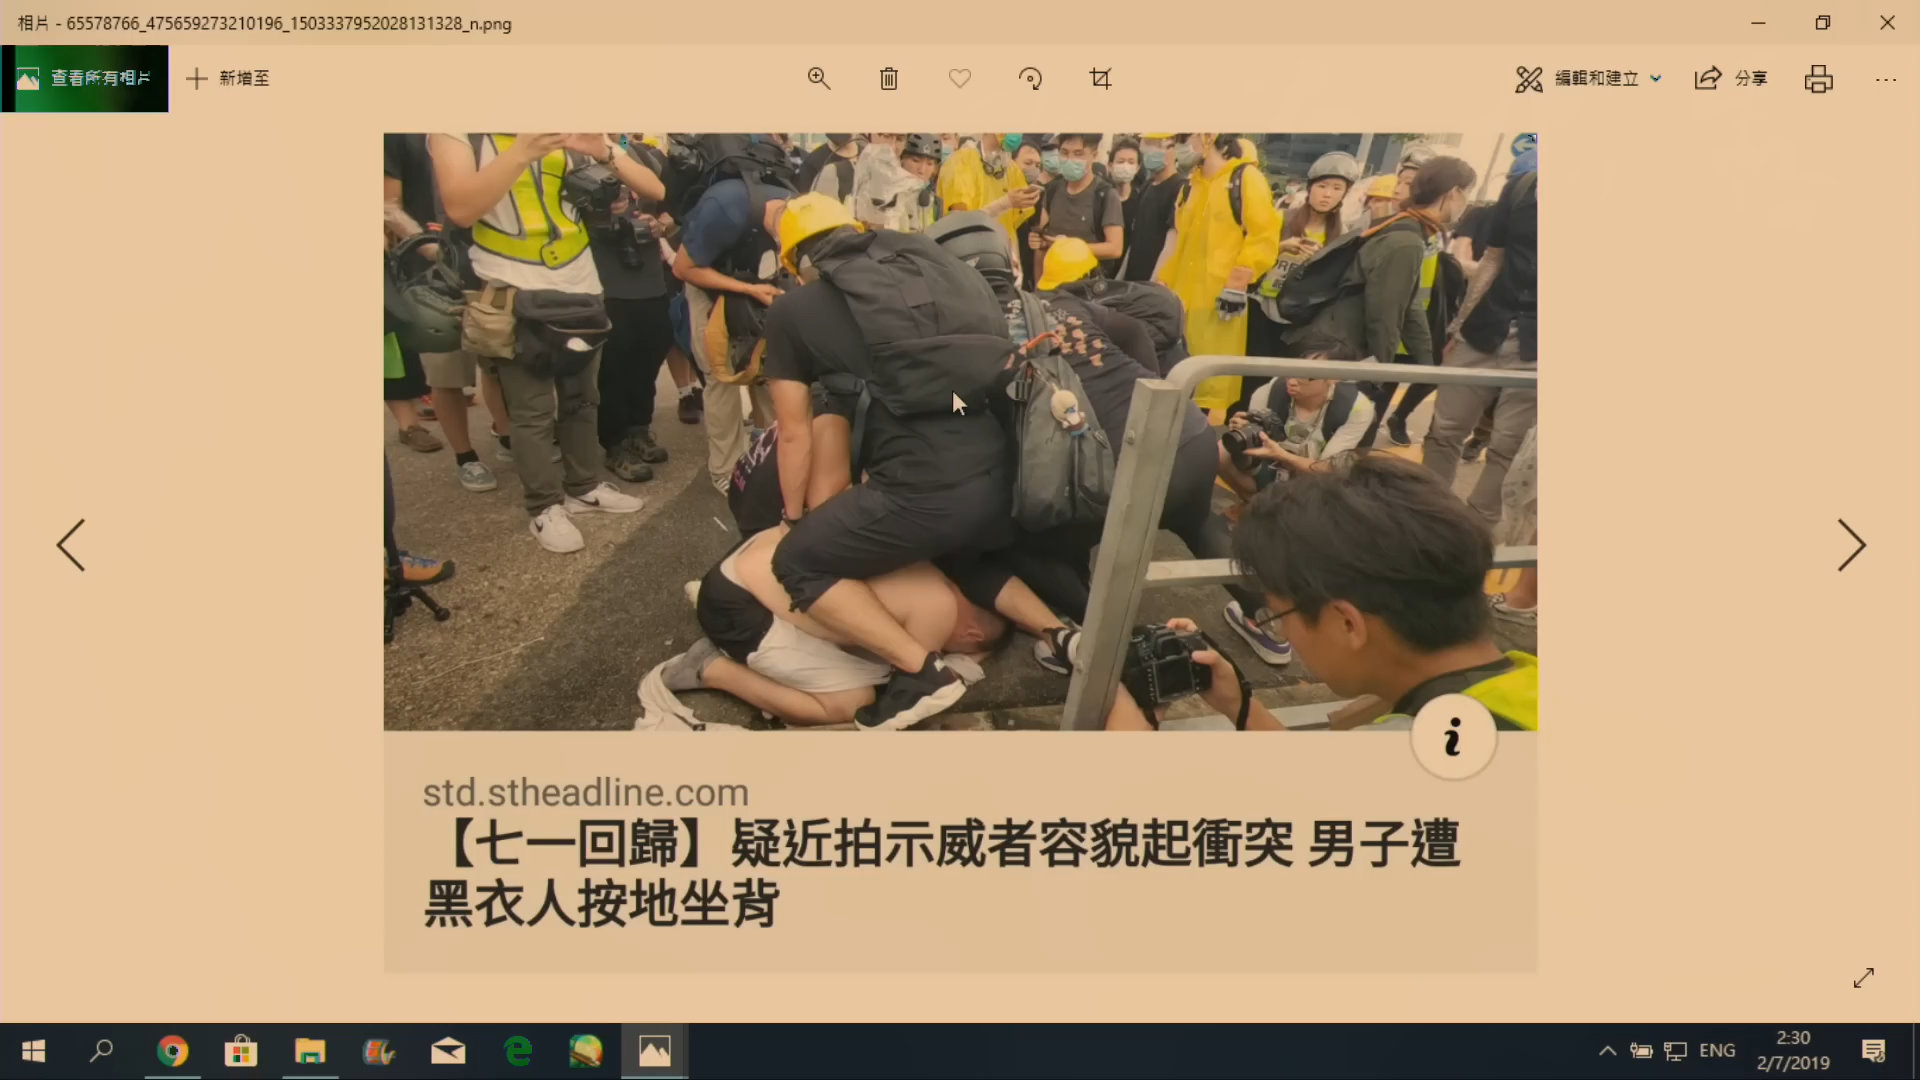 相片 - 65578766_475659273210196_1503337952028131328_n.png
查看所有相片
新增至
編輯和建立
分享
std.stheadline.com
【七一回歸】疑近拍示威者容貌起衝突 男子遭
黑衣人按地坐背
ENG
2:30
2/7/2019